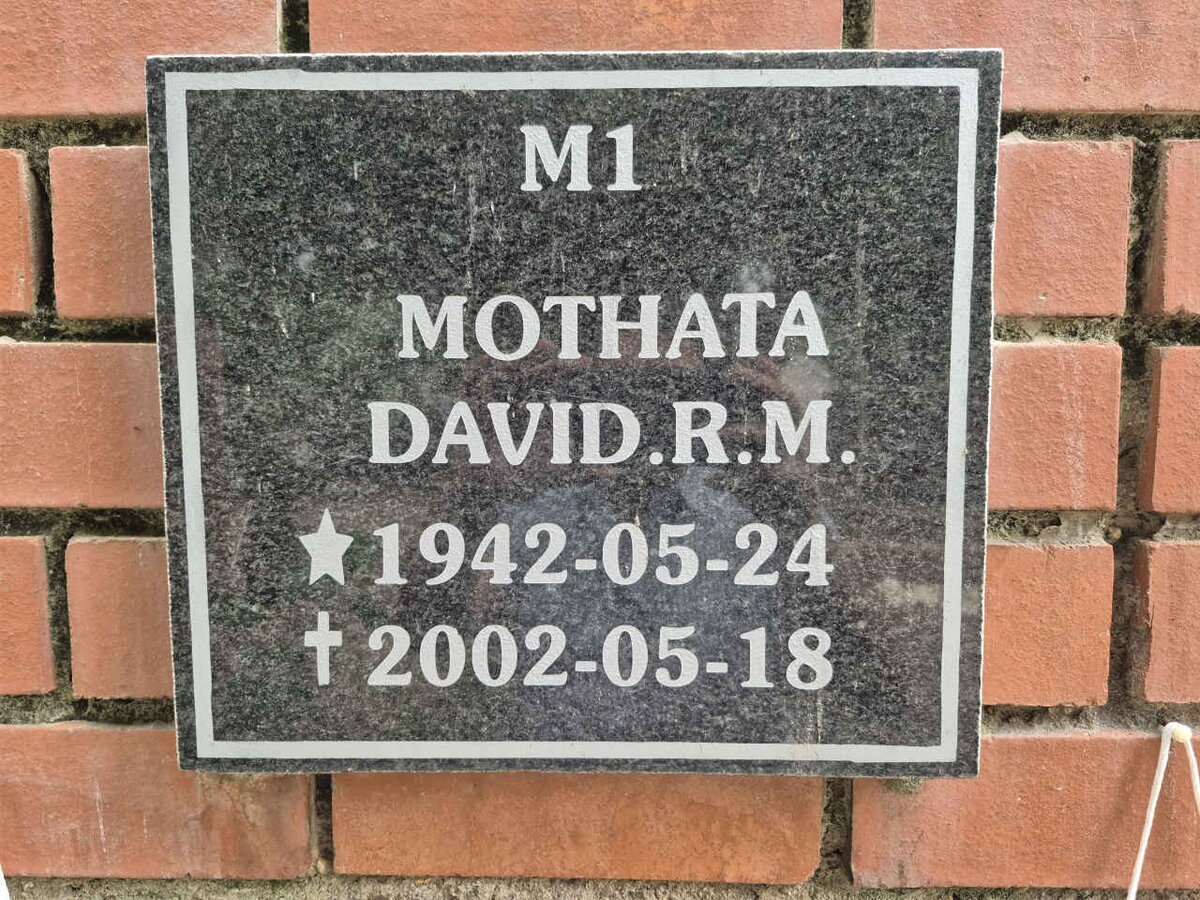 M1
MOTHATA
DAVID.R.M.
★1942-05-24
✝2002-05-18